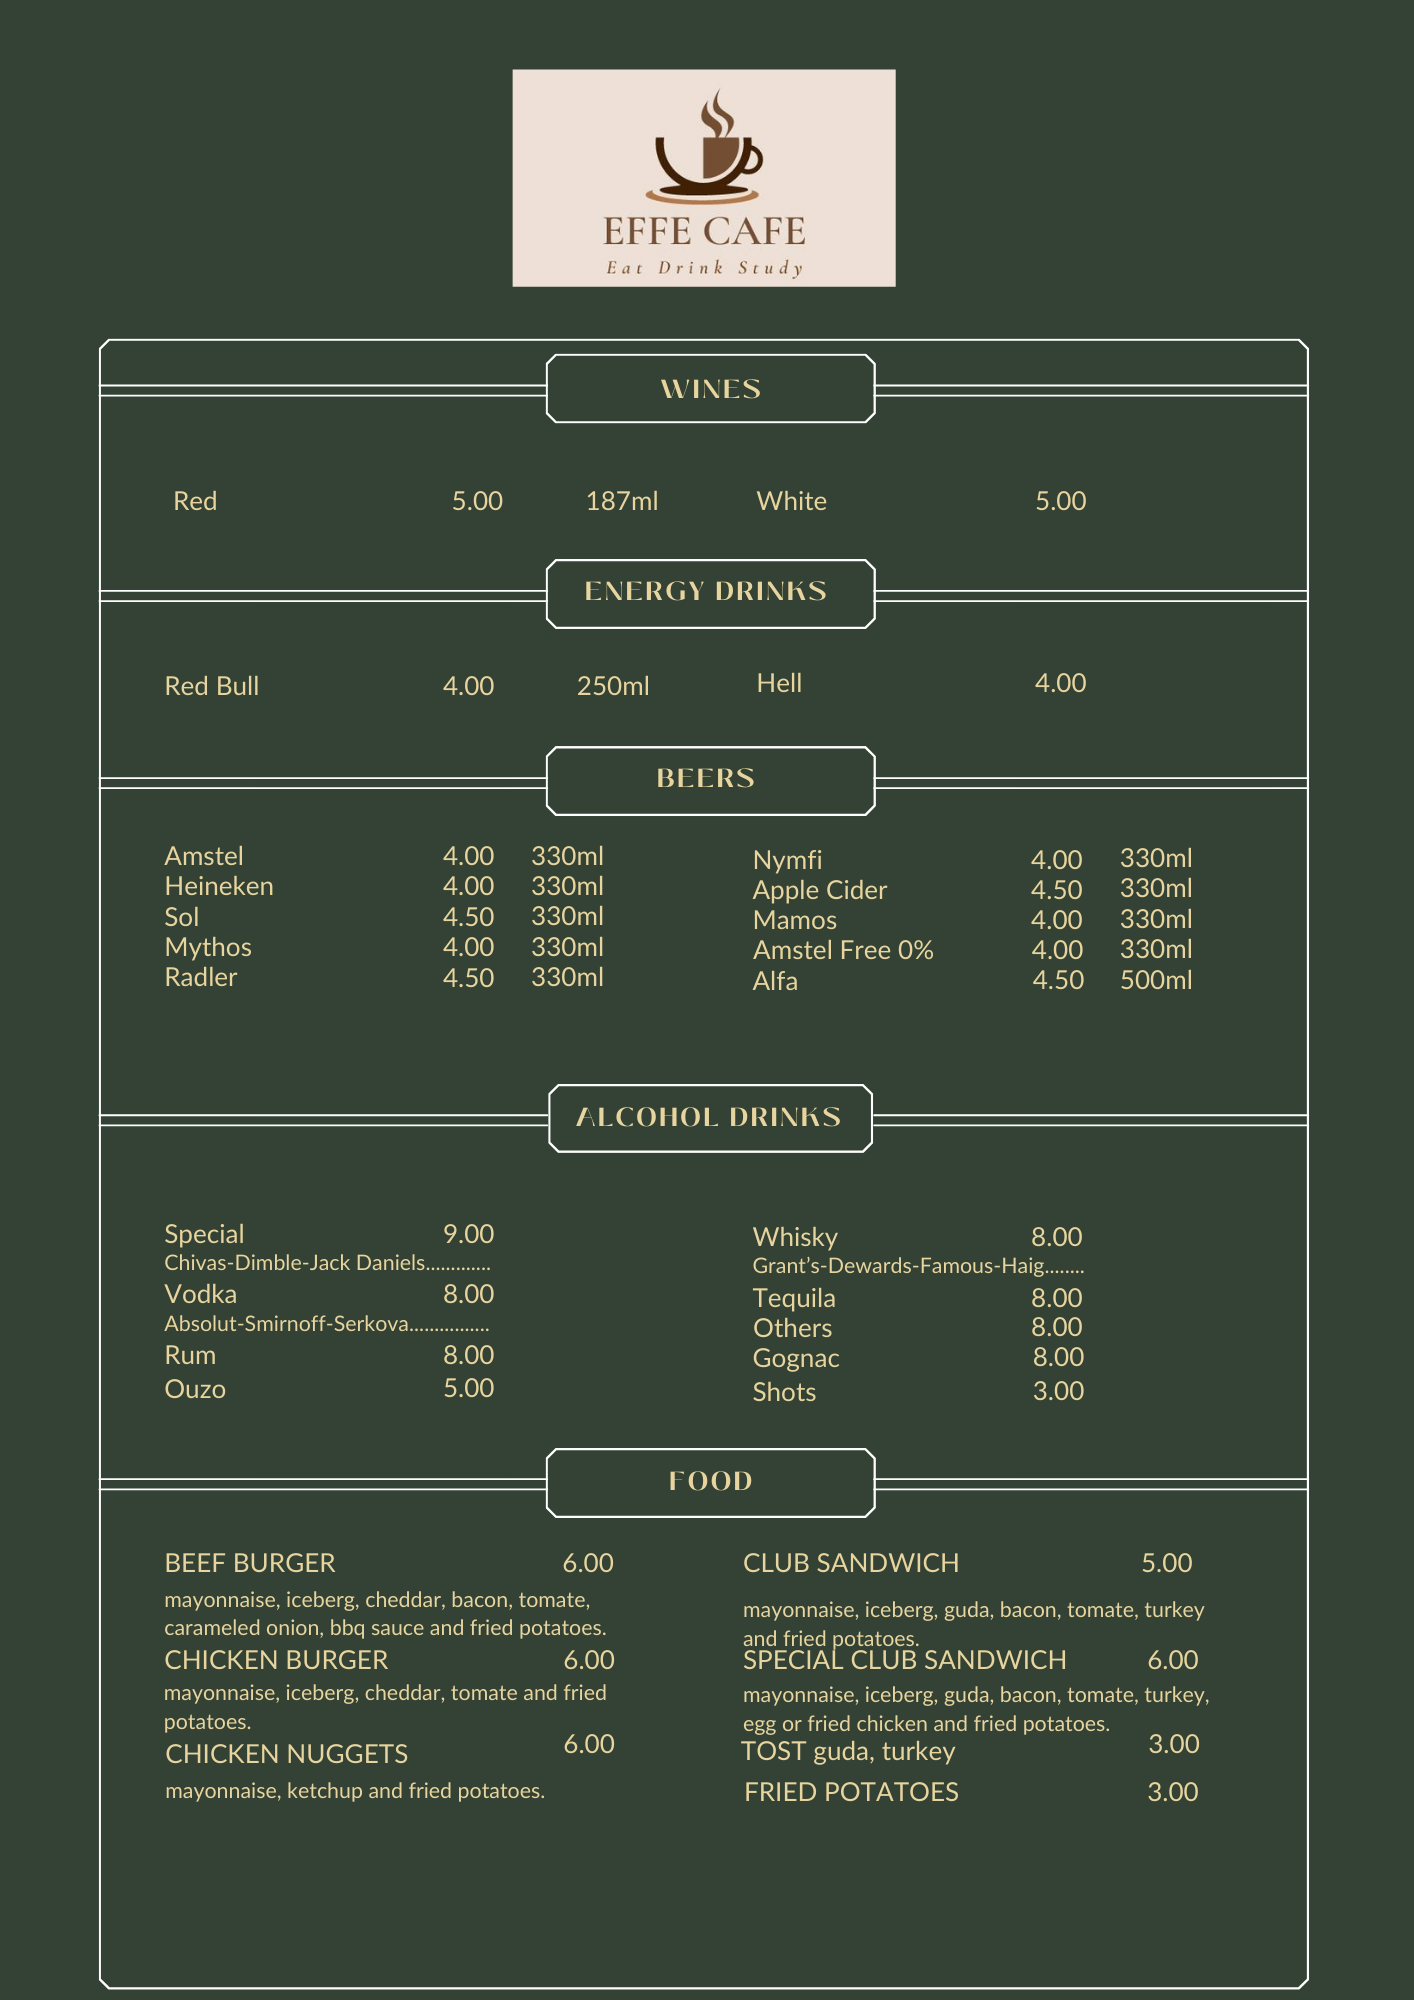 EFFE CAFE
Eat Drink Study
WINES
Red 5.00 187ml White 5.00
ENERGY DRINKS
Red Bull 4.00 250ml Hell 4.00
BEERS
Amstel 4.00 330ml
Heineken 4.00 330ml
Sol 4.50 330ml
Mythos 4.00 330ml
Radler 4.50 330ml
Nymfi 4.00 330ml
Apple Cider 4.50 330ml
Mamos 4.00 330ml
Amstel Free 0% 4.00 330ml
Alfa 4.50 500ml
ALCOHOL DRINKS
Special 9.00
Chivas-Dimble-Jack Daniels.............
Vodka 8.00
Absolut-Smirnoff-Serkova................
Rum 8.00
Ouzo 5.00
Whisky 8.00
Grant’s-Dewards-Famous-Haig........
Tequila 8.00
Others 8.00
Gognac 8.00
Shots 3.00
FOOD
BEEF BURGER 6.00
mayonnaise, iceberg, cheddar, bacon, tomate,
carameled onion, bbq sauce and fried potatoes.
CHICKEN BURGER 6.00
mayonnaise, iceberg, cheddar, tomate and fried
potatoes.
CHICKEN NUGGETS 6.00
mayonnaise, ketchup and fried potatoes.
CLUB SANDWICH 5.00
mayonnaise, iceberg, guda, bacon, tomate, turkey
and fried potatoes.
SPECIAL CLUB SANDWICH 6.00
mayonnaise, iceberg, guda, bacon, tomate, turkey,
egg or fried chicken and fried potatoes.
TOST guda, turkey 3.00
FRIED POTATOES 3.00